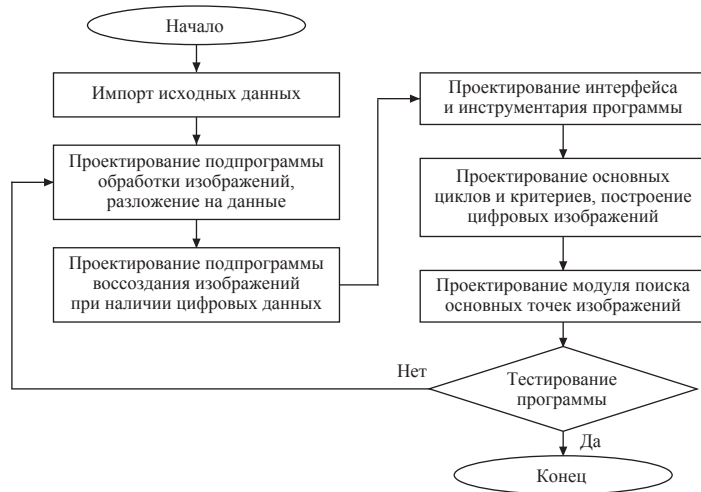 Начало
Импорт исходных данных
Проектирование подпрограммы
обработки изображений,
разложение на данные
Проектирование подпрограммы
воссоздания изображений
при наличии цифровых данных
Проектирование интерфейса
и инструментария программы
Проектирование основных
циклов и критериев, построение
цифровых изображений
Проектирование модуля поиска
основных точек изображений
Нет
Тестирование
программы
Да
Конец